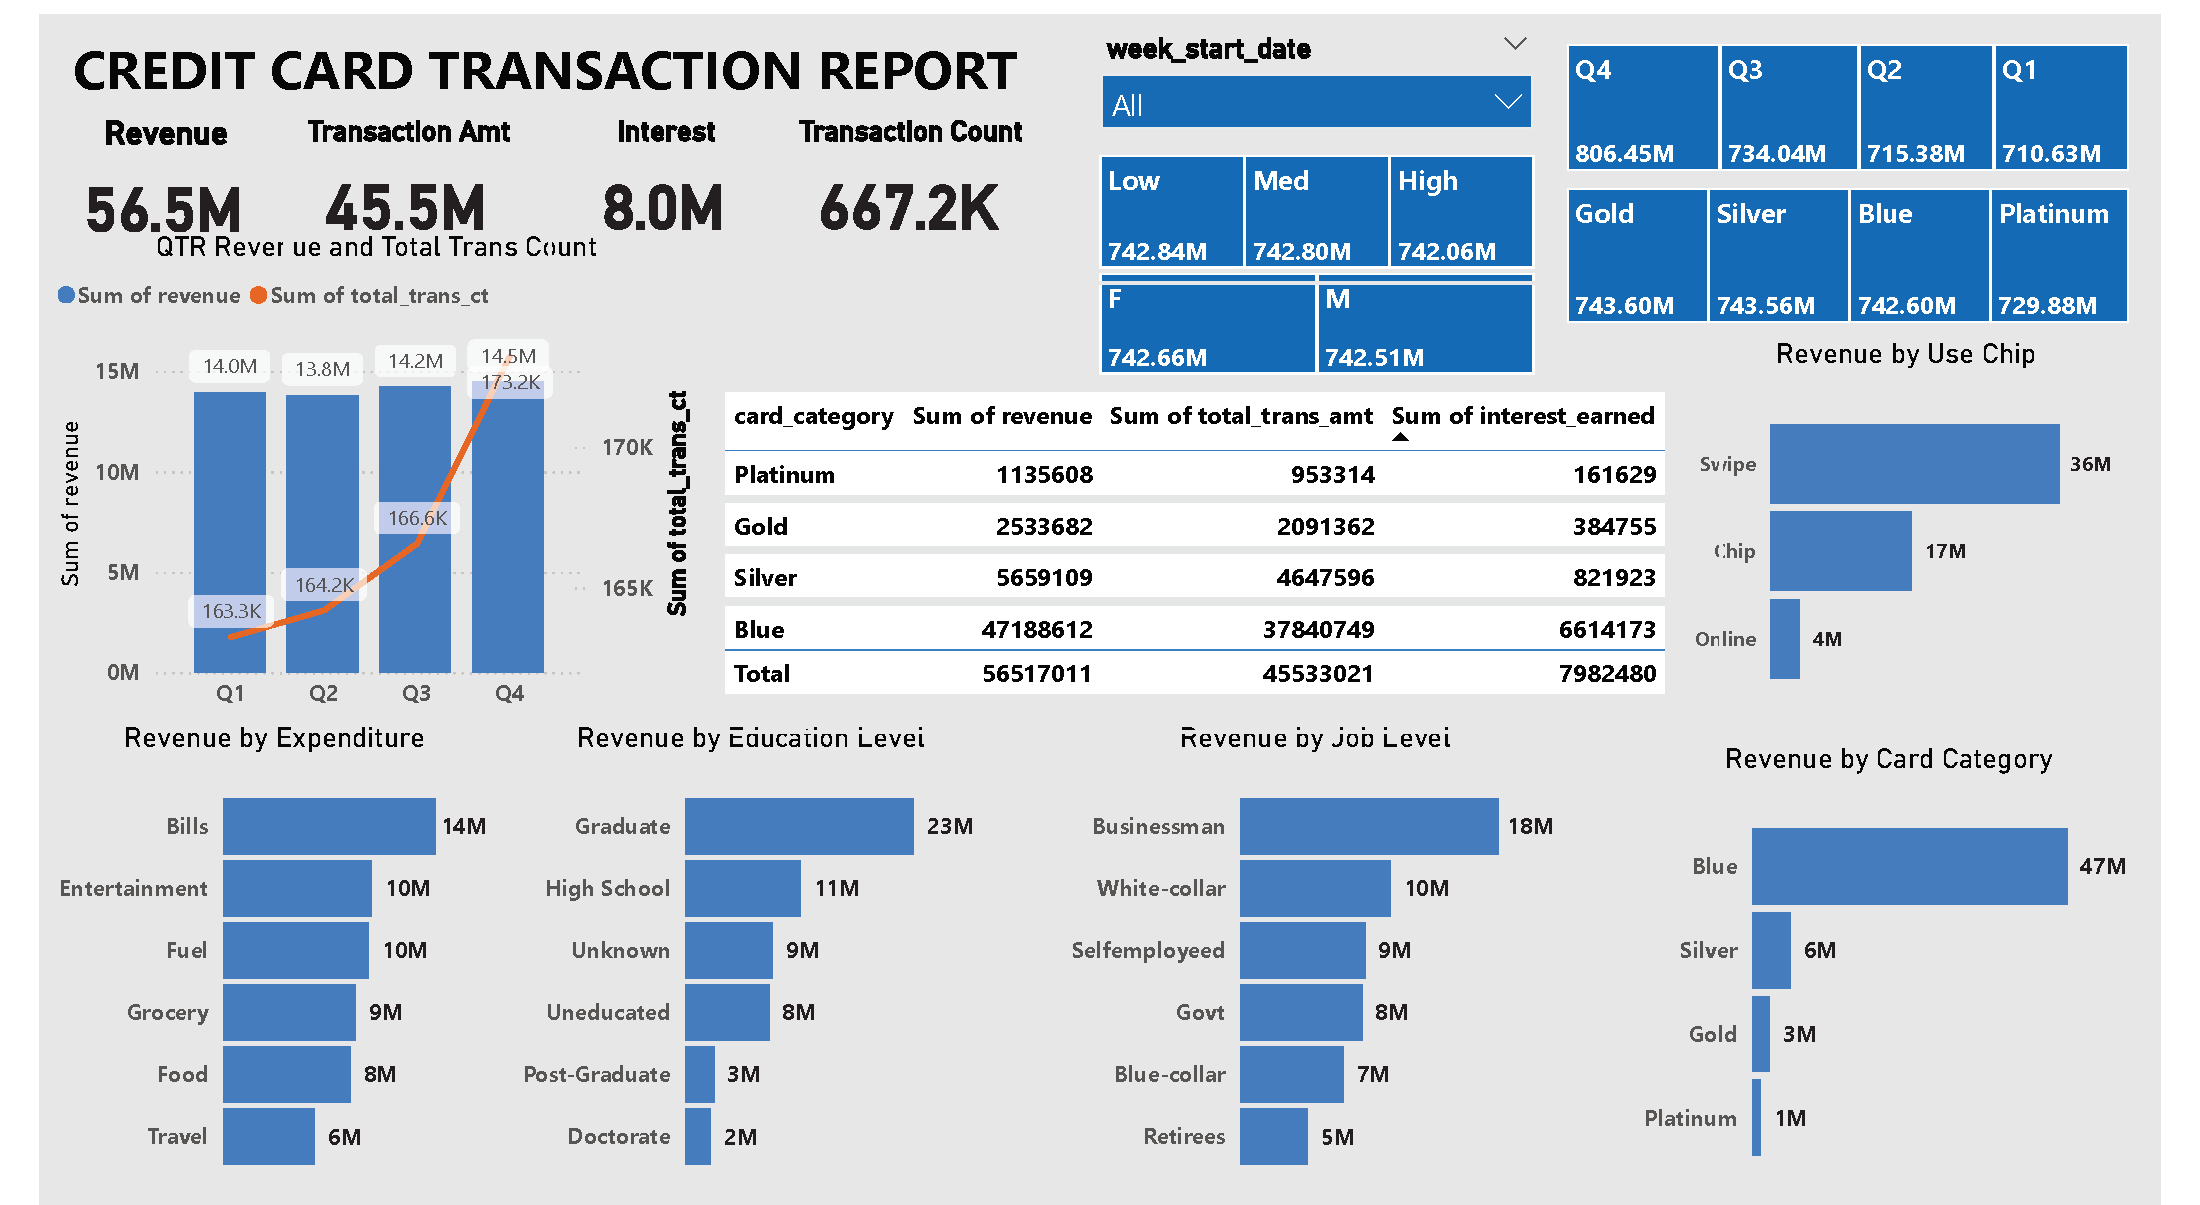 CREDIT CARD TRANSACTION REPORT
Revenue
56.5M
Transaction Amt
45.5M
Interest
8.0M
Transaction Count
667.2K
week_start_date
All
Low
742.84M
Med
742.80M
High
742.06M
F
742.66M
M
742.51M
Q4
806.45M
Q3
734.04M
Q2
715.38M
Q1
710.63M
Gold
743.60M
Silver
743.56M
Blue
742.60M
Platinum
729.88M
QTR Revenue and Total Trans Count
Sum of revenue Sum of total_trans_ct
Sum of revenue
15M
10M
5M
0M
14.0M
13.8M
14.2M
14.5M
163.3K
164.2K
166.6K
173.2K
170K
165K
Sum of total_trans_ct
Q1 Q2 Q3 Q4
card_category Sum of revenue Sum of total_trans_amt Sum of interest_earned
Platinum 1135608 953314 161629
Gold 2533682 2091362 384755
Silver 5659109 4647596 821923
Blue 47188612 37840749 6614173
Total 56517011 45533021 7982480
Revenue by Use Chip
Swipe 36M
Chip 17M
Online 4M
Revenue by Expenditure
Bills 14M
Entertainment 10M
Fuel 10M
Grocery 9M
Food 8M
Travel 6M
Revenue by Education Level
Graduate 23M
High School 11M
Unknown 9M
Uneducated 8M
Post-Graduate 3M
Doctorate 2M
Revenue by Job Level
Businessman 18M
White-collar 10M
Selfemployeed 9M
Govt 8M
Blue-collar 7M
Retirees 5M
Revenue by Card Category
Blue 47M
Silver 6M
Gold 3M
Platinum 1M